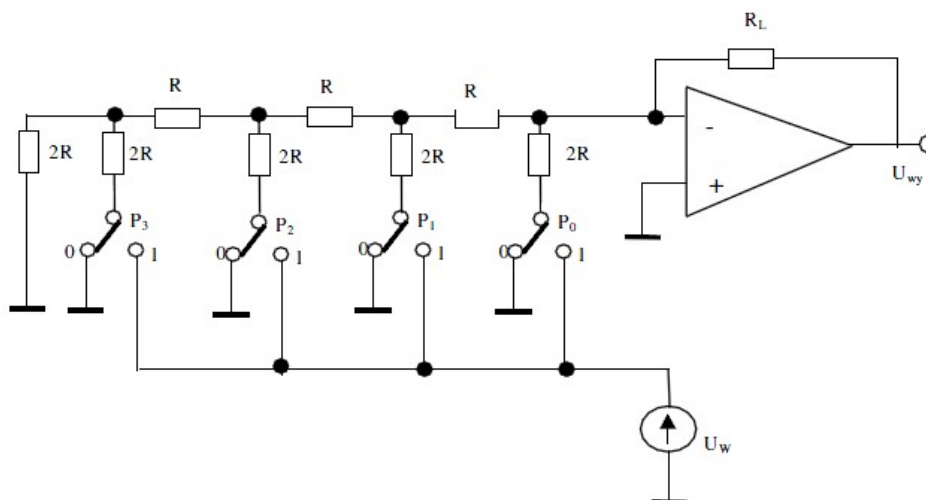 R_L
R R R
2R 2R 2R 2R 2R
- +
U_wy
P_3 P_2 P_1 P_0
0 1 0 1 0 1 0 1
U_W